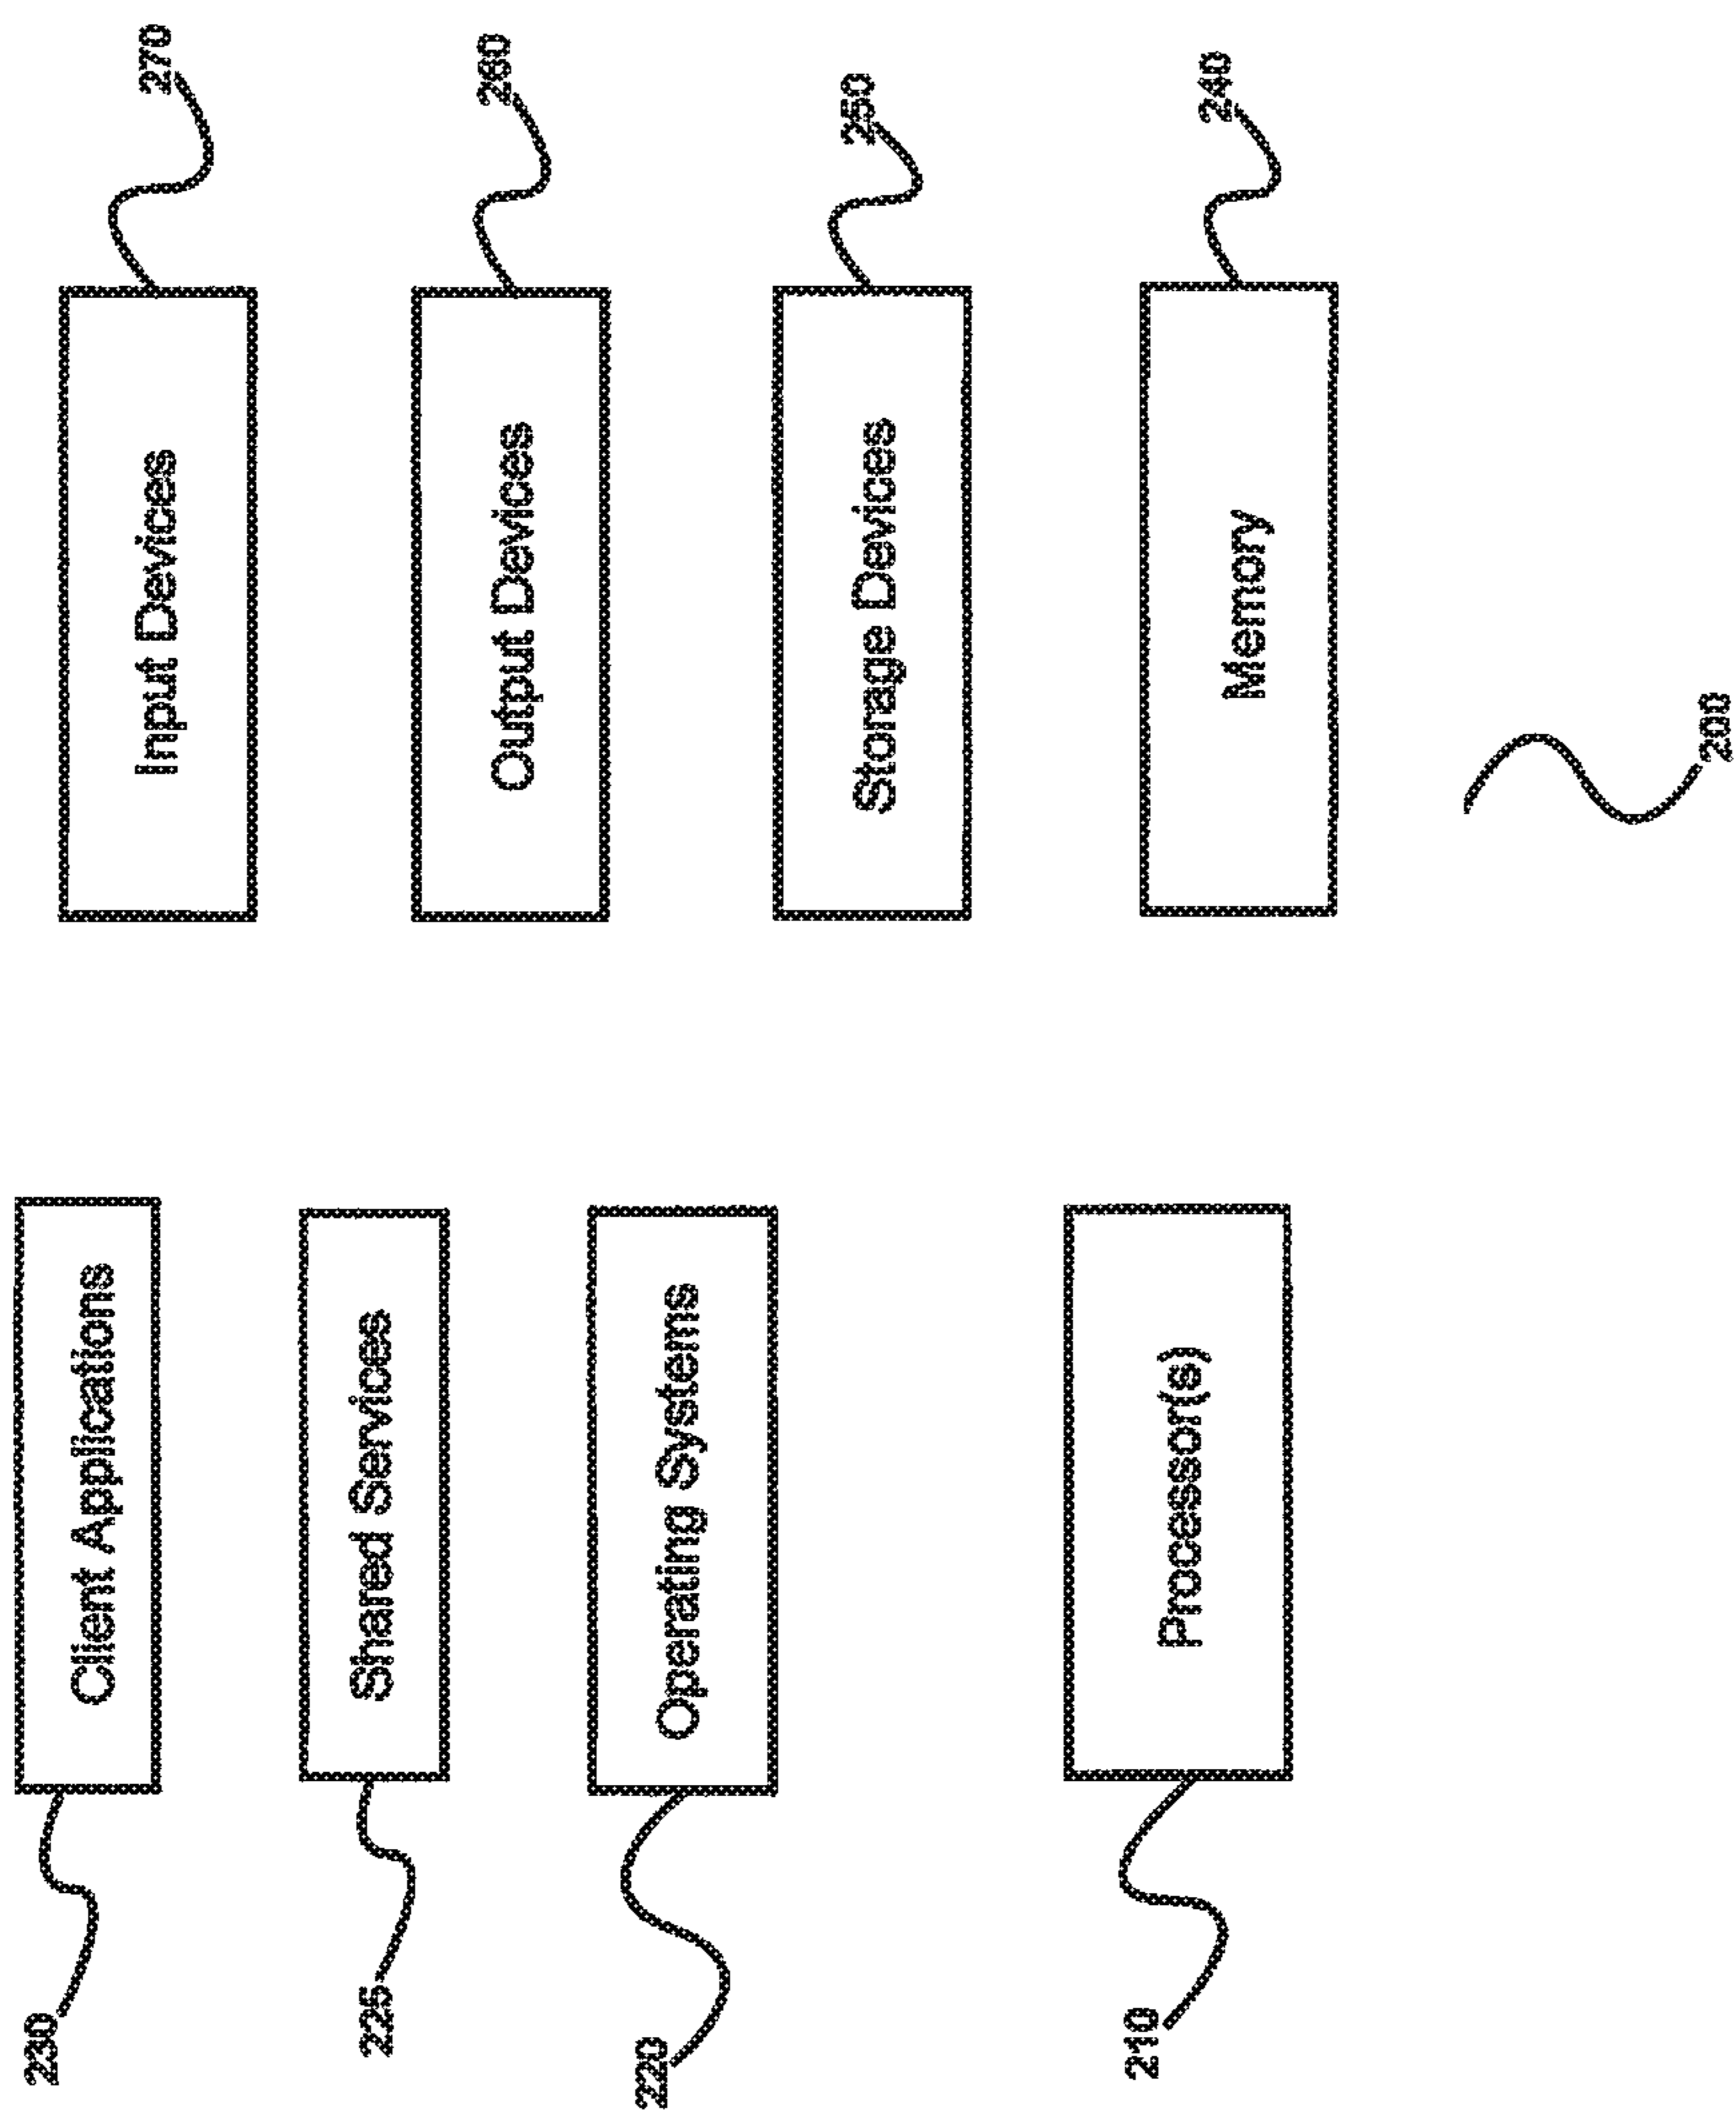 230
Client Applications
Input Devices
270
225
Shared Services
Output Devices
260
220
Operating Systems
Storage Devices
250
210
Processor(s)
Memory
240
200